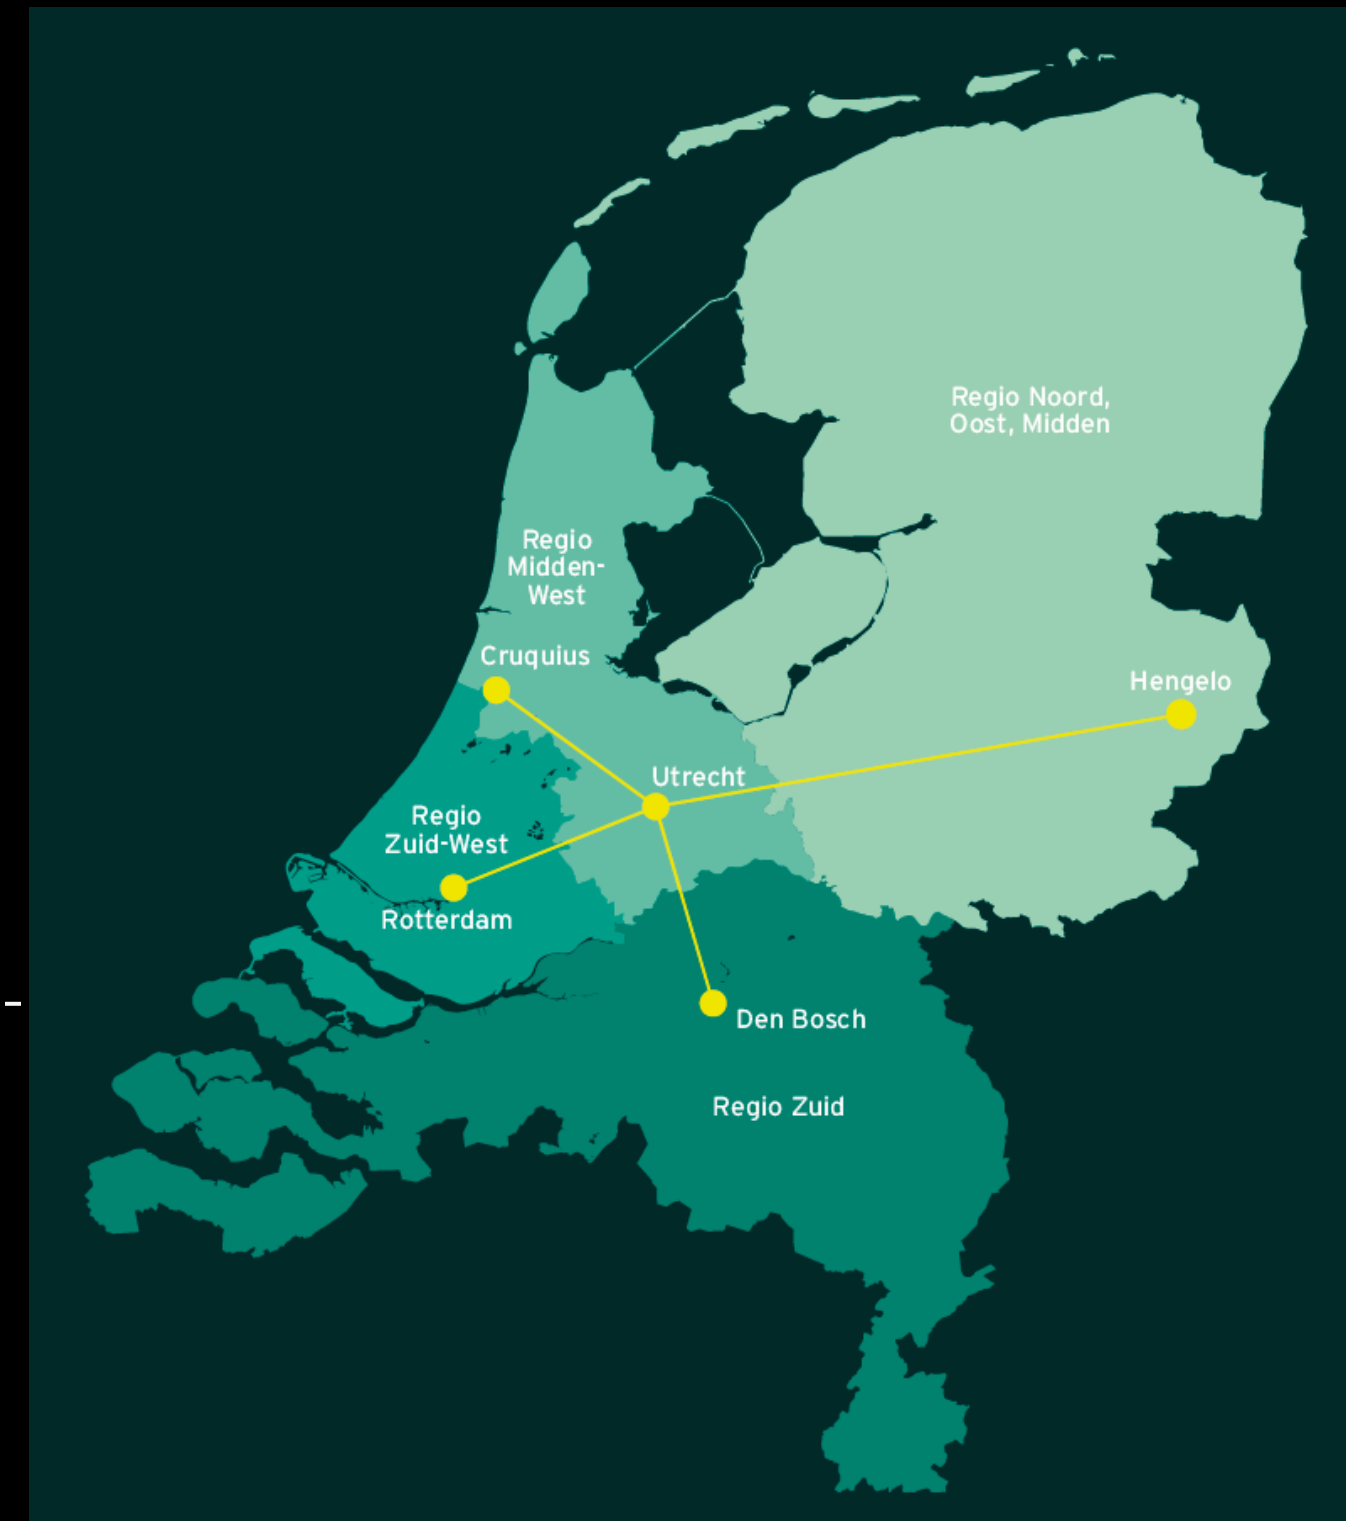 Regio Noord,
Oost, Midden
Regio
Midden-
West
Cruquius
Hengelo
Utrecht
Regio
Zuid-West
Rotterdam
Den Bosch
Regio Zuid